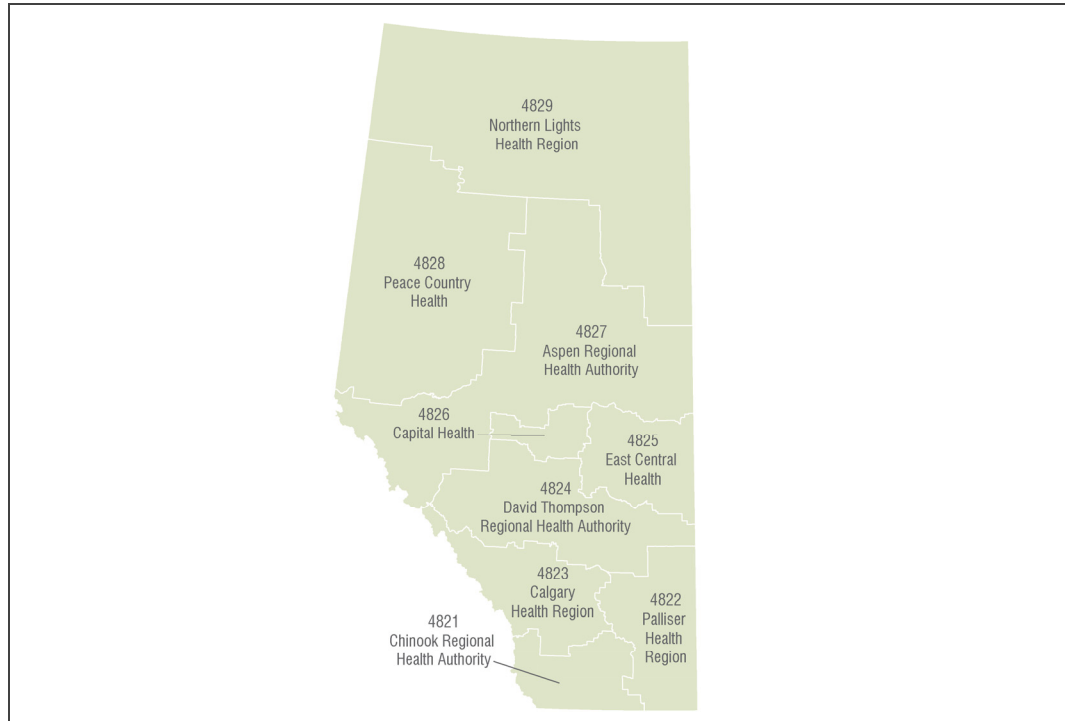 4829
Northern Lights
Health Region
4828
Peace Country
Health
4827
Aspen Regional
Health Authority
4826
Capital Health
4825
East Central
Health
4824
David Thompson
Regional Health Authority
4823
Calgary
Health Region
4822
Palliser
Health
Region
4821
Chinook Regional
Health Authority